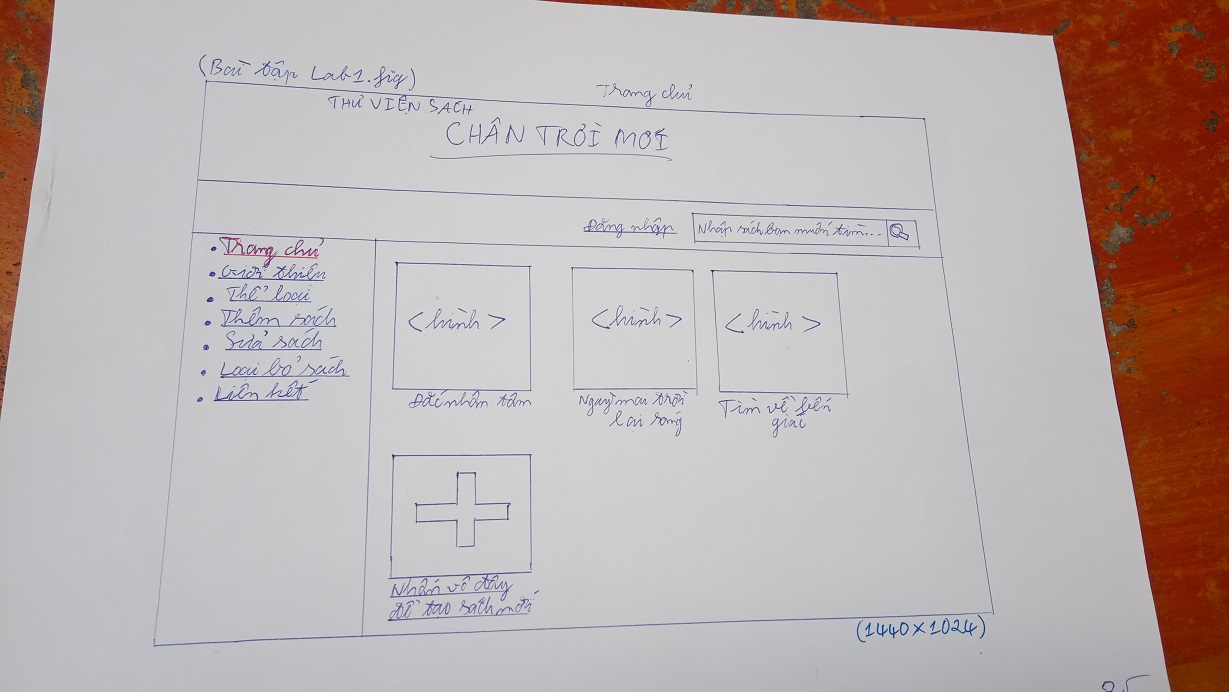 (Bài tập Lab1.fig)
Trang chủ
THƯ VIỆN SÁCH
CHÂN TRỜI MỚI
Đăng nhập
Nhập sách bạn muốn tìm...
• Trang chủ
• Giới thiệu
• Thể loại
• Thêm sách
• Sửa sách
• Loại bỏ sách
• Liên kết
<hình>
<hình>
<hình>
Đắc nhân tâm
Ngày mai trời
lại sáng
Tìm về bến
giác
Nhấn vô đây
để tạo sách mới
(1440×1024)